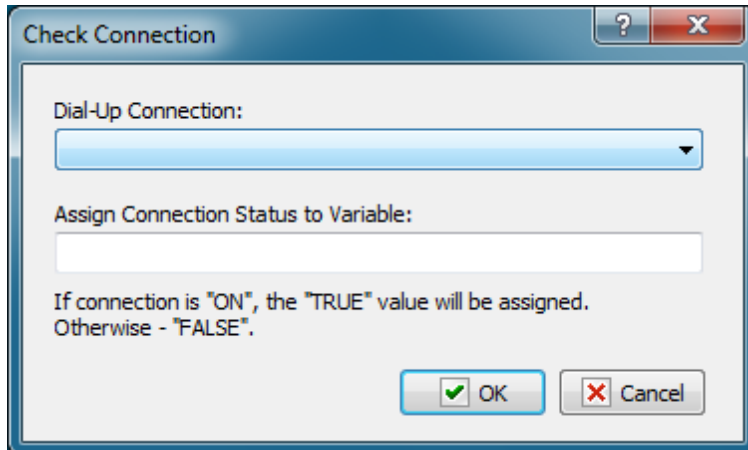 Check Connection
?
Dial-Up Connection:
Assign Connection Status to Variable:
If connection is "ON", the "TRUE" value will be assigned.
Otherwise - "FALSE".
OK
Cancel